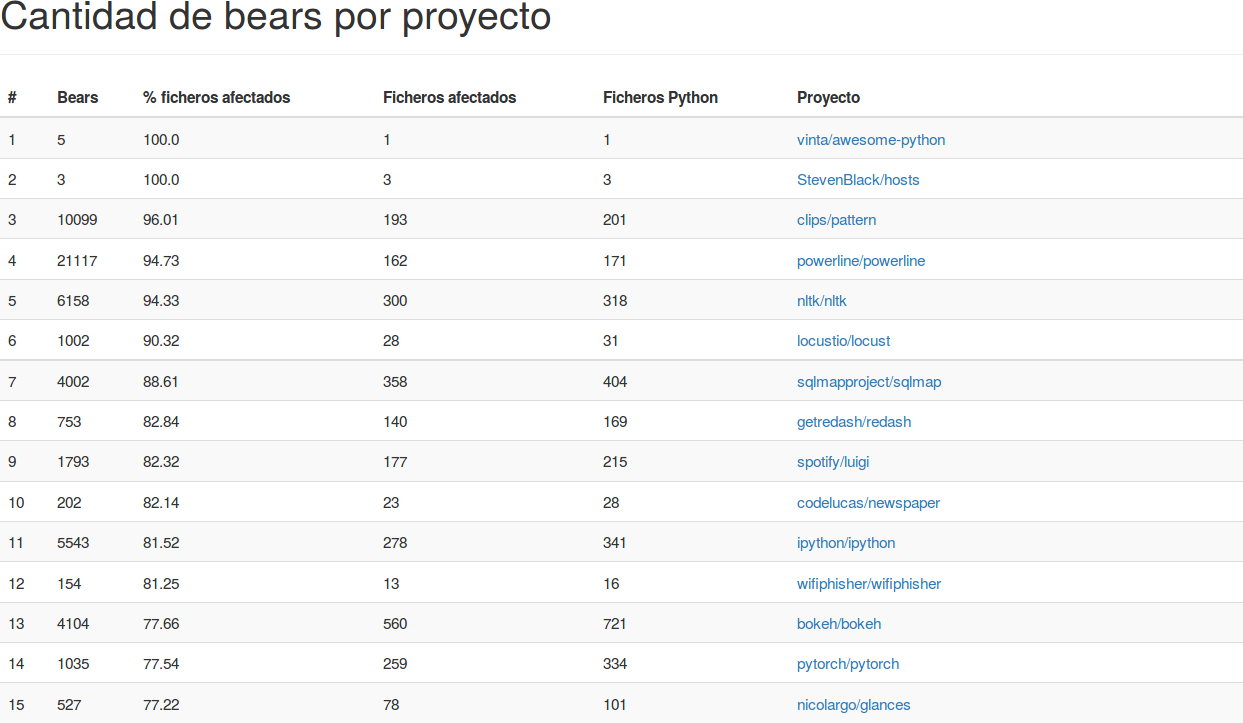 Cantidad de bears por proyecto
# Bears % ficheros afectados Ficheros afectados Ficheros Python Proyecto
1 5 100.0 1 1 vinta/awesome-python
2 3 100.0 3 3 StevenBlack/hosts
3 10099 96.01 193 201 clips/pattern
4 21117 94.73 162 171 powerline/powerline
5 6158 94.33 300 318 nltk/nltk
6 1002 90.32 28 31 locustio/locust
7 4002 88.61 358 404 sqlmapproject/sqlmap
8 753 82.84 140 169 getredash/redash
9 1793 82.32 177 215 spotify/luigi
10 202 82.14 23 28 codelucas/newspaper
11 5543 81.52 278 341 ipython/ipython
12 154 81.25 13 16 wifiphisher/wifiphisher
13 4104 77.66 560 721 bokeh/bokeh
14 1035 77.54 259 334 pytorch/pytorch
15 527 77.22 78 101 nicolargo/glances